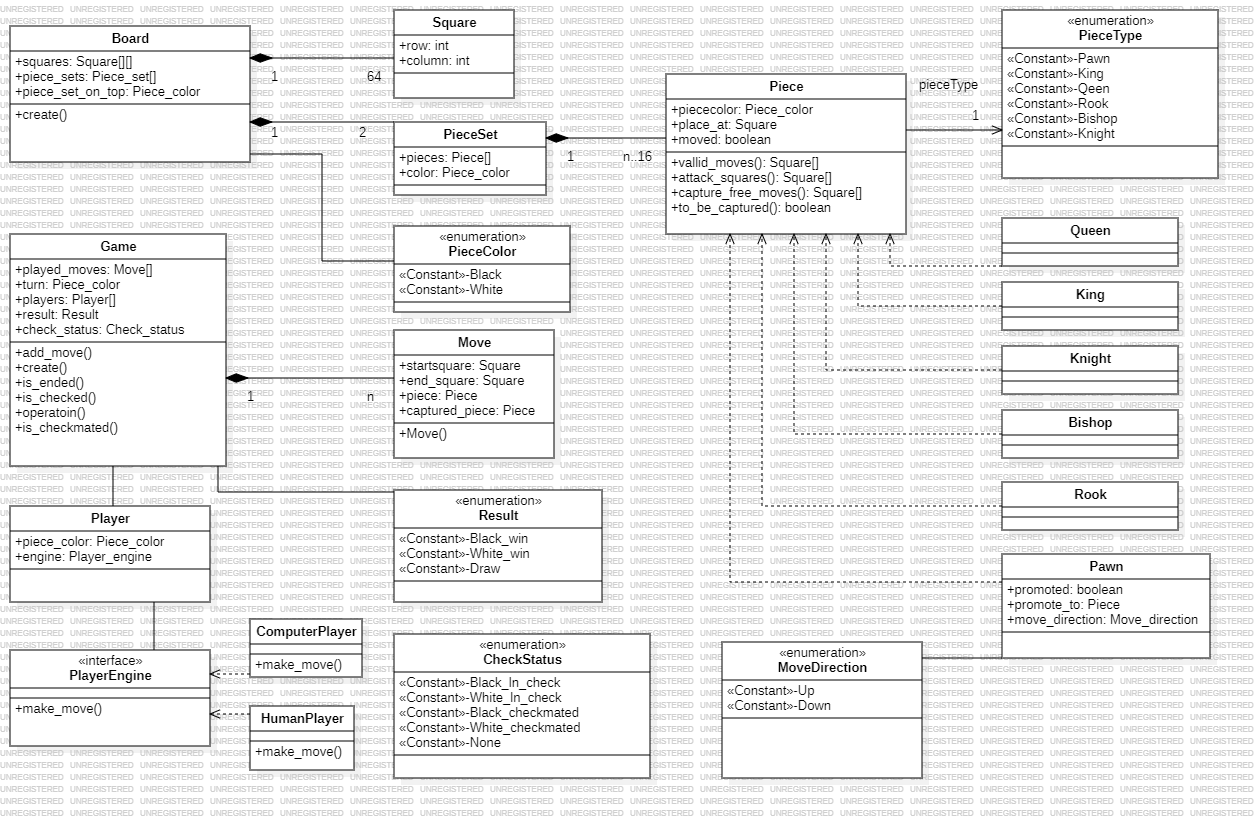 Board
+squares: Square[][]
+piece_sets: Piece_set[]
+piece_set_on_top: Piece_color
+create()
1
64
Square
+row: int
+column: int
1
2
PieceSet
+pieces: Piece[]
+color: Piece_color
1
n..16
Piece
+piececolor: Piece_color
+place_at: Square
+moved: boolean
+vallid_moves(): Square[]
+attack_squares(): Square[]
+capture_free_moves(): Square[]
+to_be_captured(): boolean
pieceType
1
«enumeration»
PieceType
«Constant»-Pawn
«Constant»-King
«Constant»-Qeen
«Constant»-Rook
«Constant»-Bishop
«Constant»-Knight
«enumeration»
PieceColor
«Constant»-Black
«Constant»-White
Game
+played_moves: Move[]
+turn: Piece_color
+players: Player[]
+result: Result
+check_status: Check_status
+add_move()
+create()
+is_ended()
+is_checked()
+operatoin()
+is_checkmated()
1
n
Move
+startsquare: Square
+end_square: Square
+piece: Piece
+captured_piece: Piece
+Move()
Queen
King
Knight
Bishop
Rook
Pawn
+promoted: boolean
+promote_to: Piece
+move_direction: Move_direction
Player
+piece_color: Piece_color
+engine: Player_engine
«enumeration»
Result
«Constant»-Black_win
«Constant»-White_win
«Constant»-Draw
«interface»
PlayerEngine
+make_move()
ComputerPlayer
+make_move()
HumanPlayer
+make_move()
«enumeration»
CheckStatus
«Constant»-Black_In_check
«Constant»-White_In_check
«Constant»-Black_checkmated
«Constant»-White_checkmated
«Constant»-None
«enumeration»
MoveDirection
«Constant»-Up
«Constant»-Down
UNREGISTERED